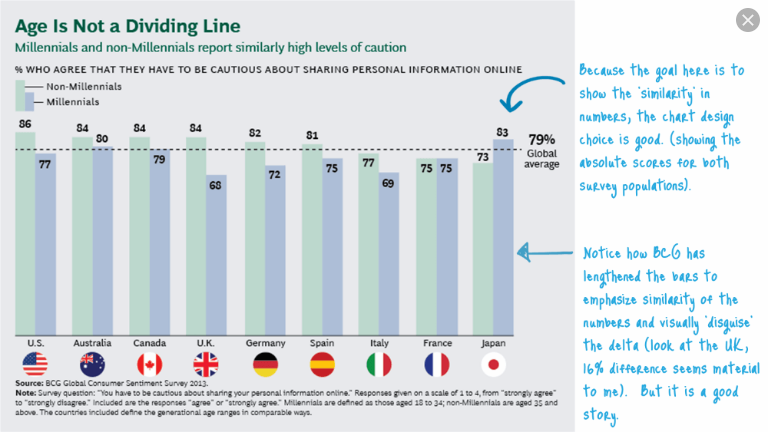 Age Is Not a Dividing Line
Millennials and non-Millennials report similarly high levels of caution
% WHO AGREE THAT THEY HAVE TO BE CAUTIOUS ABOUT SHARING PERSONAL INFORMATION ONLINE
Non-Millennials
Millennials
86 77
84 80
84 79
84 68
82 72
81 75
77 69
75 75
73 83
79%
Global
average
U.S. Australia Canada U.K. Germany Spain Italy France Japan
Source: BCG Global Consumer Sentiment Survey 2013.
Note: Survey question: "You have to be cautious about sharing your personal information online." Responses given on a scale of 1 to 4, from "strongly agree"
to "strongly disagree." Included are the responses "agree" or "strongly agree." Millennials are defined as those aged 18 to 34; non-Millennials are aged 35 and
above. The countries included define the generational age ranges in comparable ways.
Because the goal here is to
show the 'similarity' in
numbers, the chart design
choice is good. (showing the
absolute scores for both
survey populations).
Notice how BCG has
lengthened the bars to
emphasize similarity of the
numbers and visually 'disguise'
the delta (look at the UK,
16% difference seems material
to me). But it is a good
story.